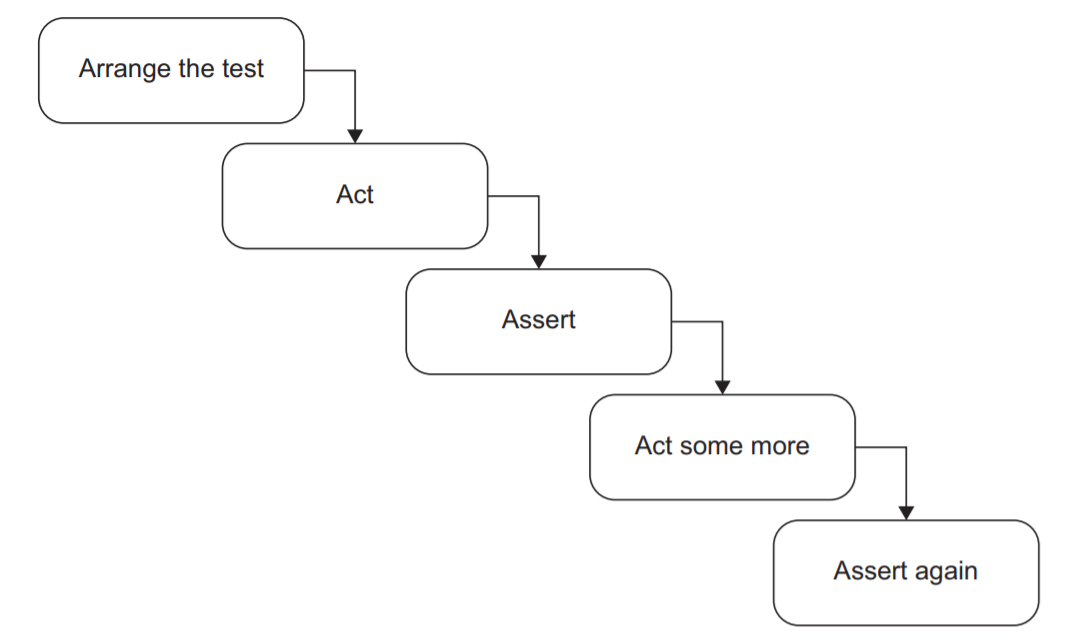 Arrange the test
Act
Assert
Act some more
Assert again